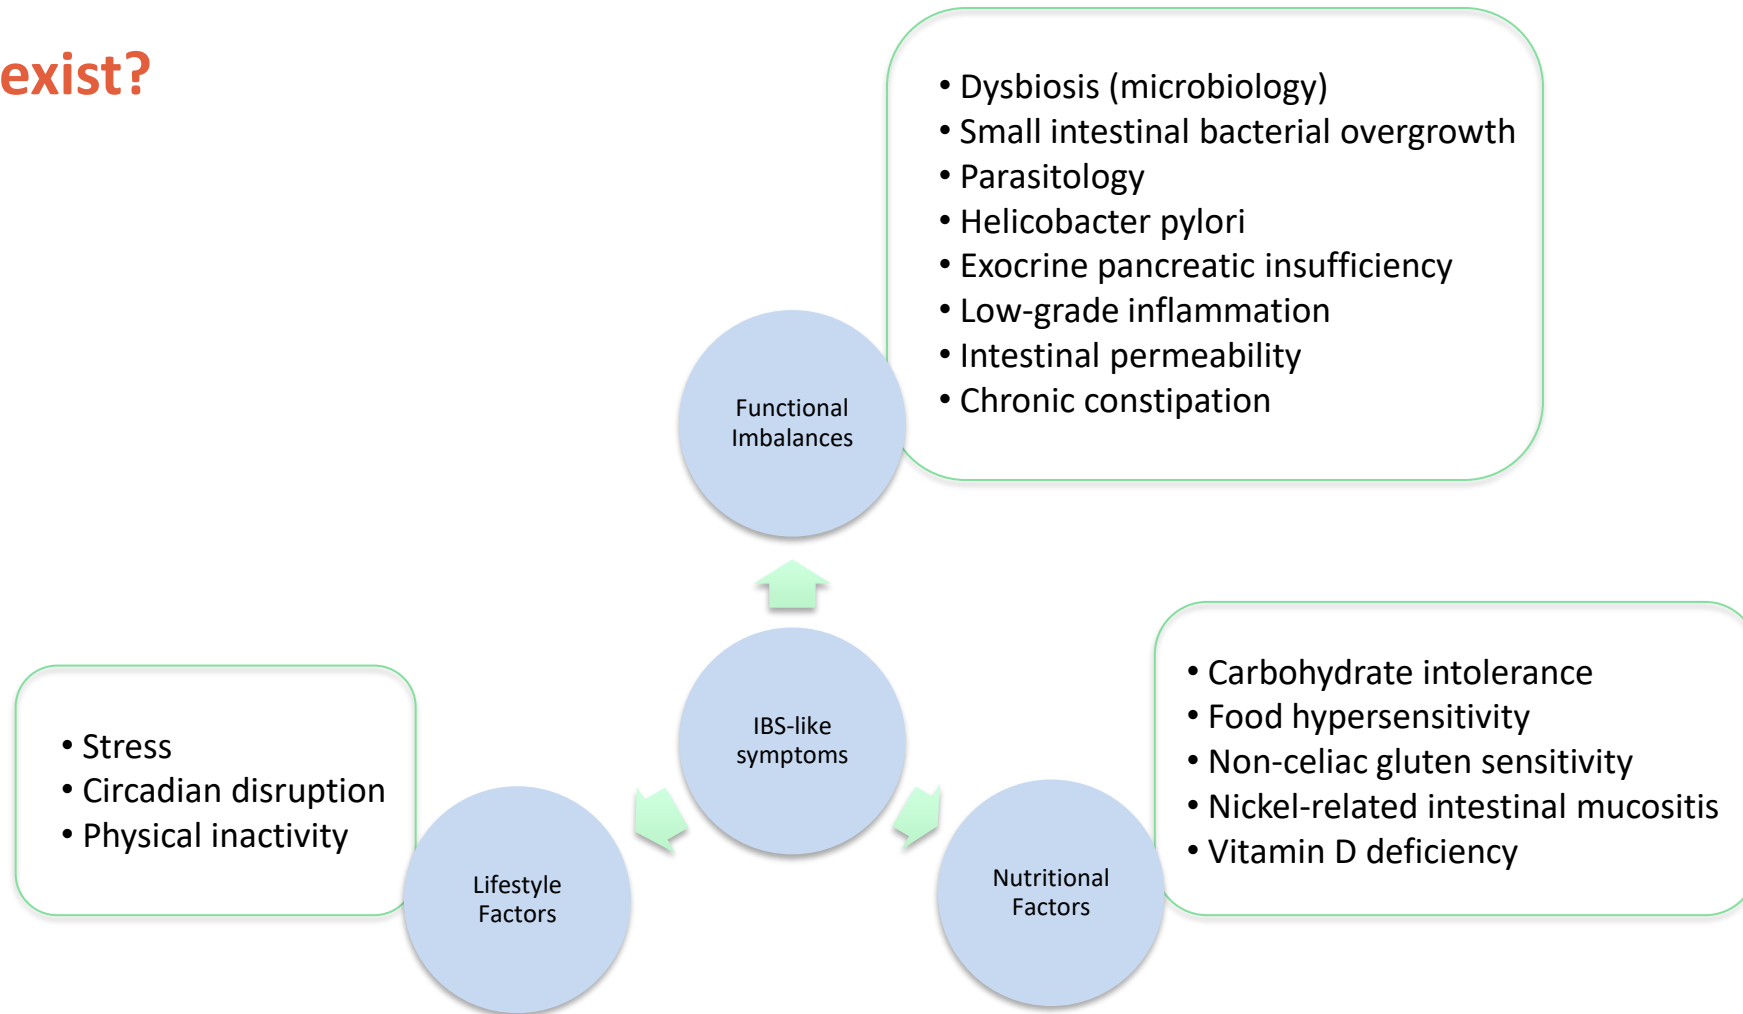 exist?
• Dysbiosis (microbiology)
• Small intestinal bacterial overgrowth
• Parasitology
• Helicobacter pylori
• Exocrine pancreatic insufficiency
• Low-grade inflammation
• Intestinal permeability
• Chronic constipation
Functional
Imbalances
IBS-like
symptoms
• Stress
• Circadian disruption
• Physical inactivity
Lifestyle
Factors
• Carbohydrate intolerance
• Food hypersensitivity
• Non-celiac gluten sensitivity
• Nickel-related intestinal mucositis
• Vitamin D deficiency
Nutritional
Factors